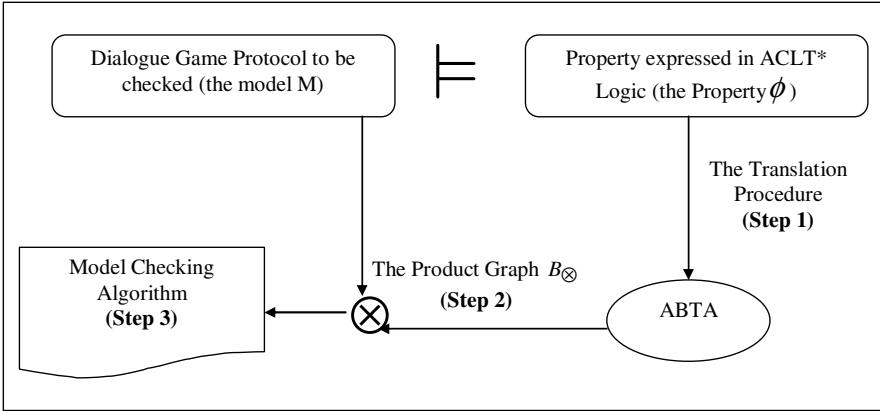 Dialogue Game Protocol to be
checked (the model M)
⊨
Property expressed in ACLT*
Logic (the Property ϕ )
The Translation
Procedure
(Step 1)
The Product Graph B⊗
(Step 2)
Model Checking
Algorithm
(Step 3)
⊗
ABTA